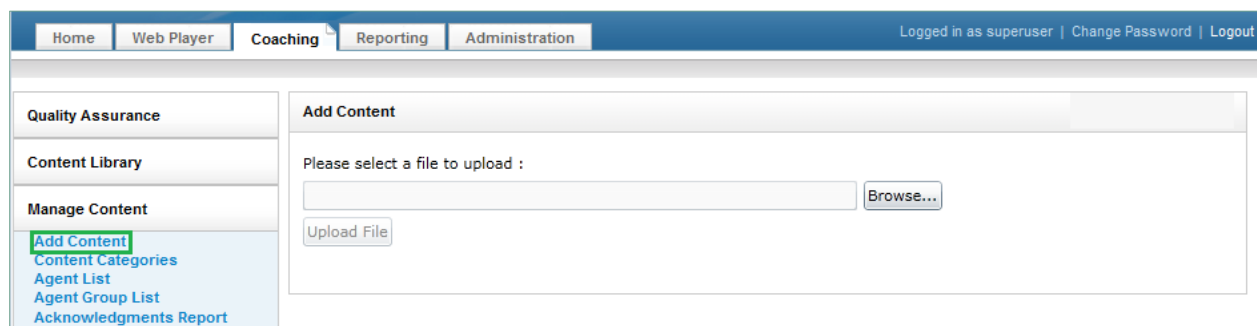 Home Web Player Coaching Reporting Administration Logged in as superuser | Change Password | Logout
Quality Assurance
Content Library
Manage Content
Add Content
Content Categories
Agent List
Agent Group List
Acknowledgments Report
Add Content
Please select a file to upload :
Browse...
Upload File